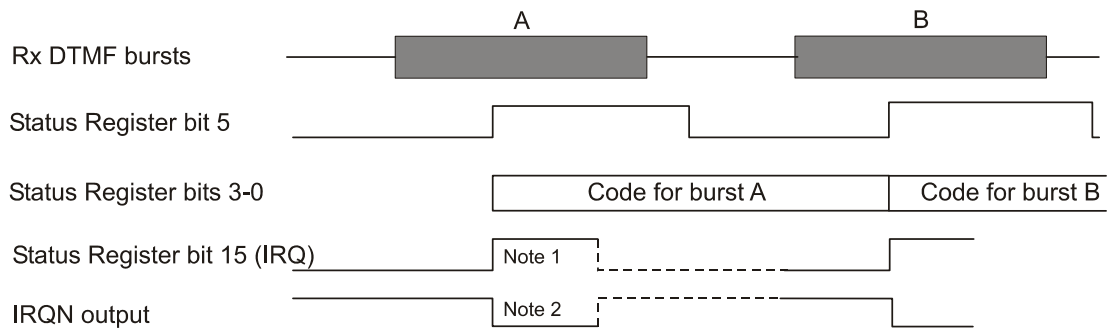 A
B
Rx DTMF bursts
Status Register bit 5
Status Register bits 3-0
Code for burst A
Code for burst B
Status Register bit 15 (IRQ)
Note 1
IRQN output
Note 2